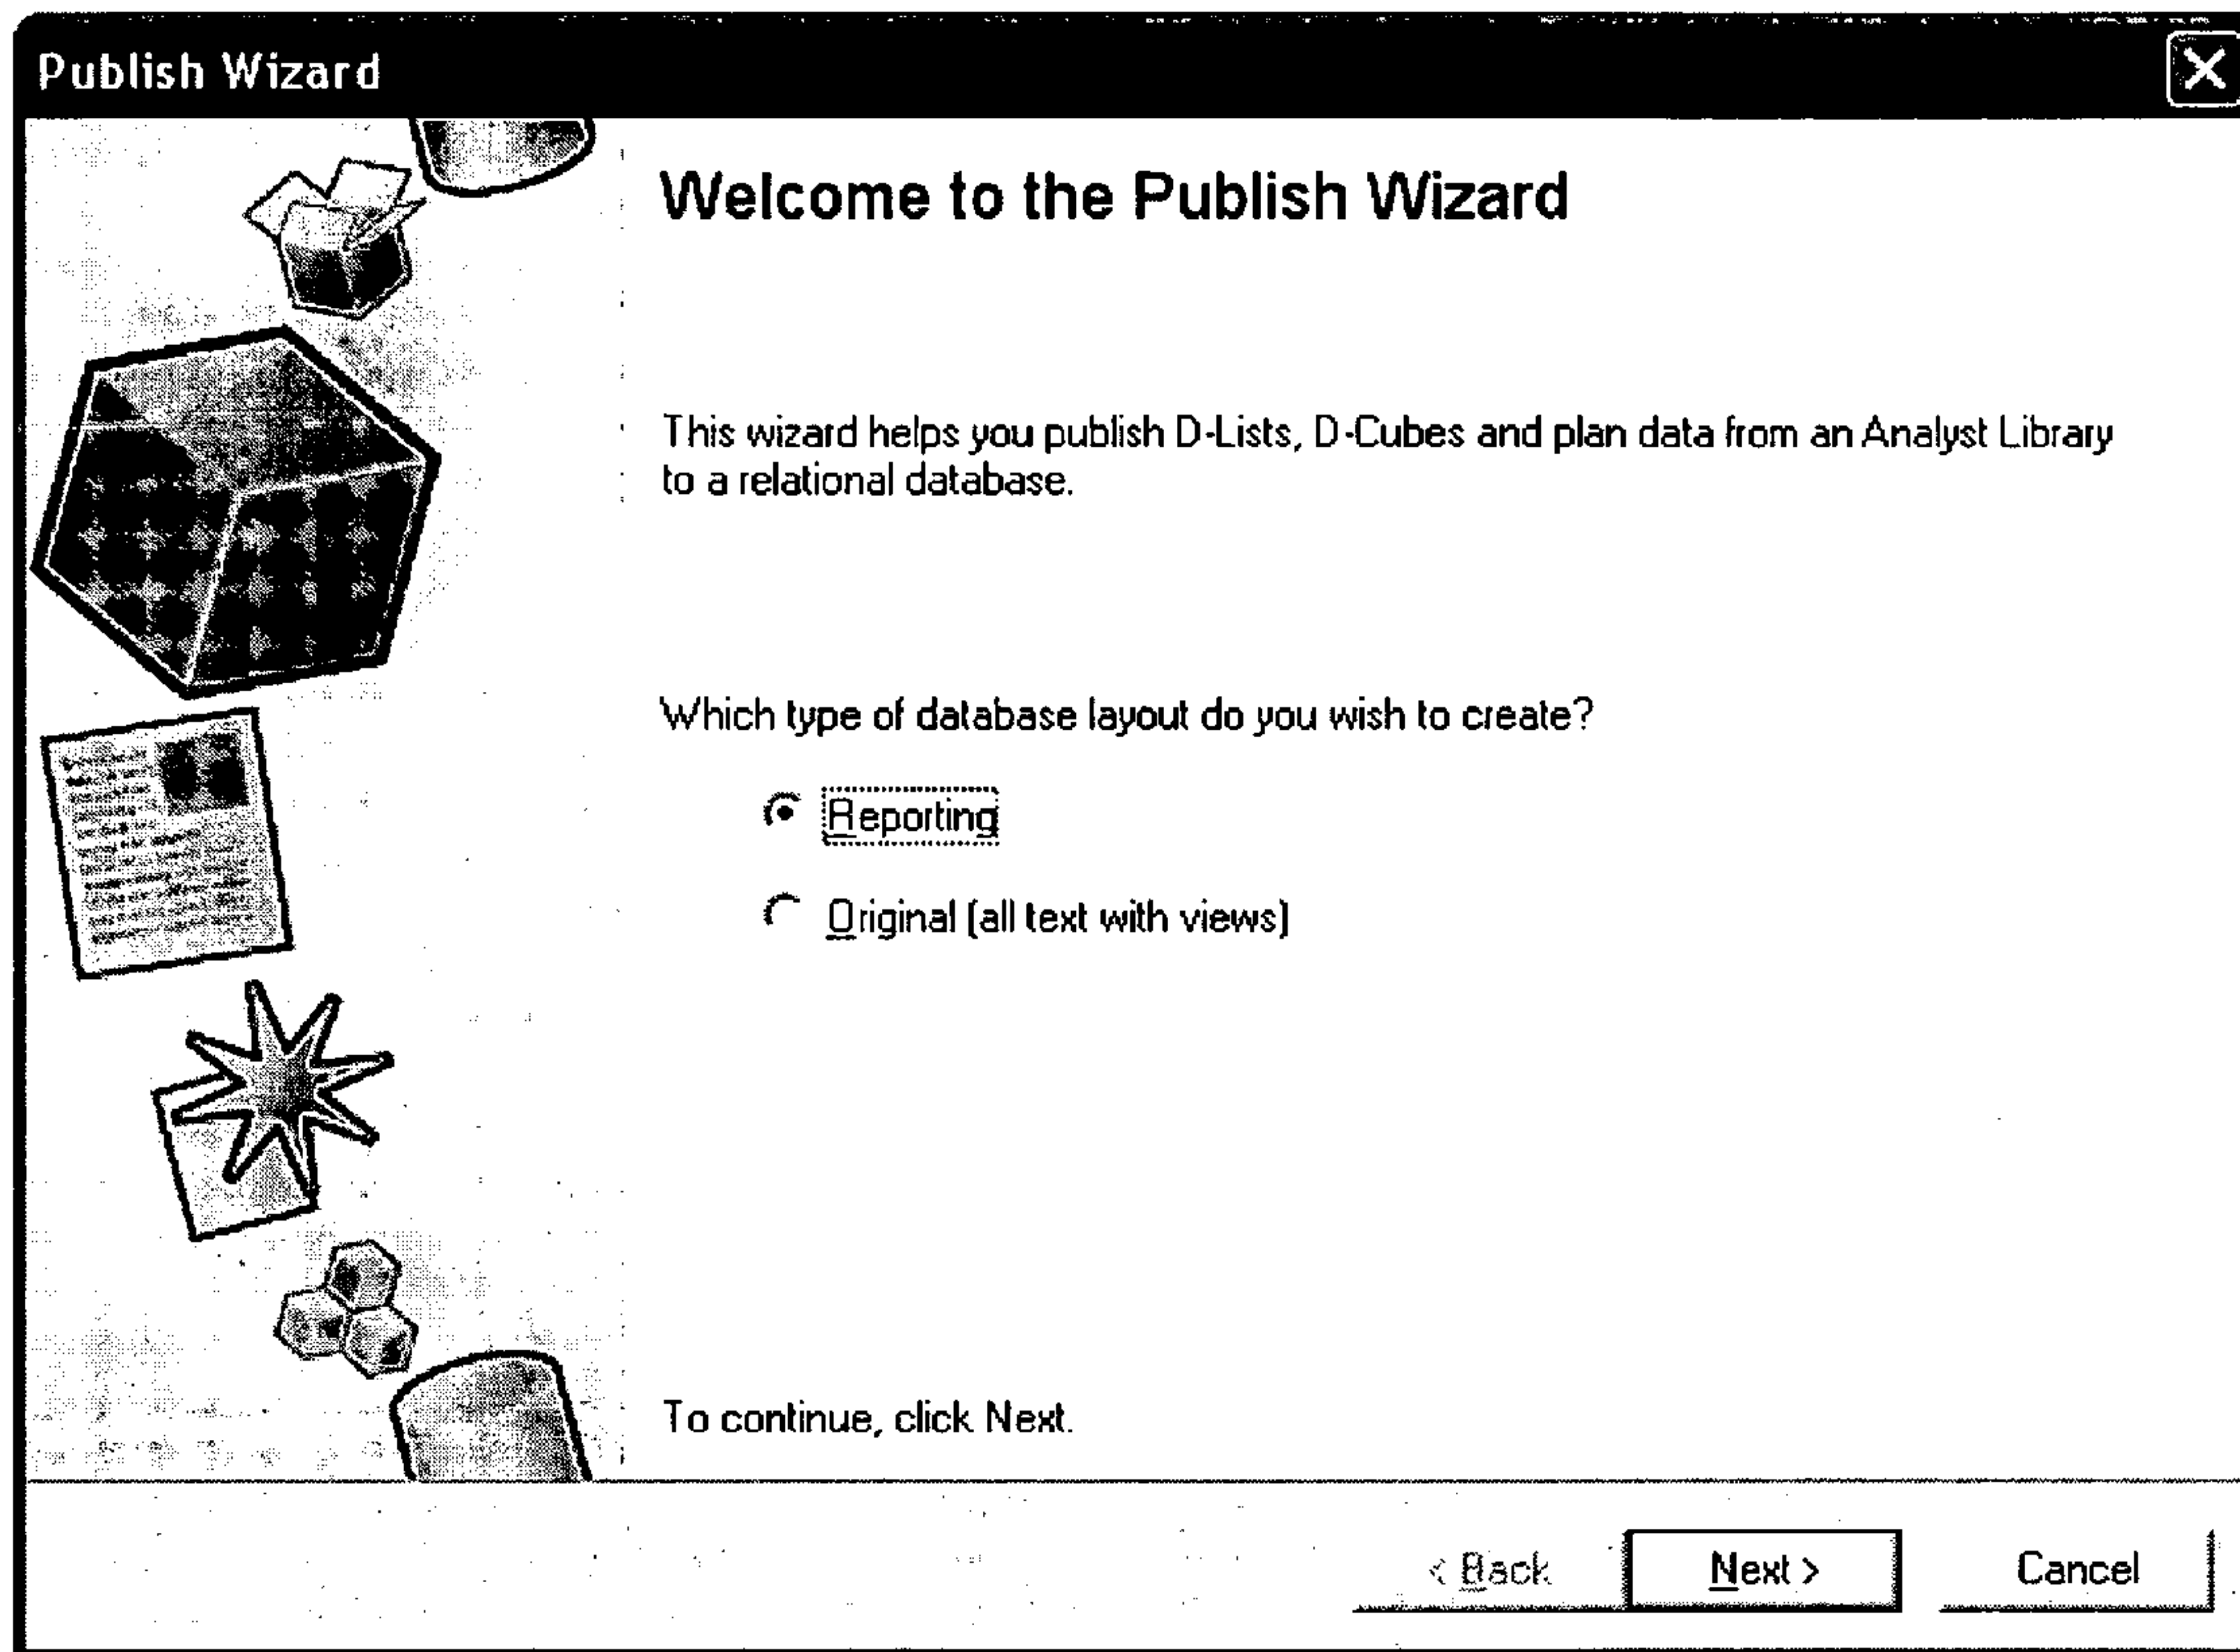 Publish Wizard
Welcome to the Publish Wizard
This wizard helps you publish D-Lists, D-Cubes and plan data from an Analyst Library
to a relational database.
Which type of database layout do you wish to create?
Reporting
Original (all text with views)
To continue, click Next.
< Back
Next >
Cancel